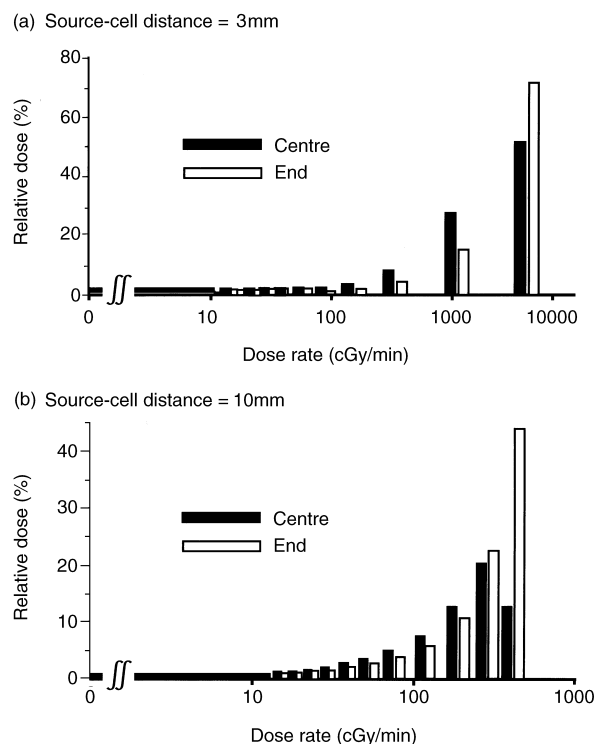 (a) Source-cell distance = 3mm
80
60
40
20
0
Relative dose (%)
Centre
End
0 10 100 1000 10000
Dose rate (cGy/min)
(b) Source-cell distance = 10mm
40
30
20
10
0
Relative dose (%)
Centre
End
0 10 100 1000
Dose rate (cGy/min)